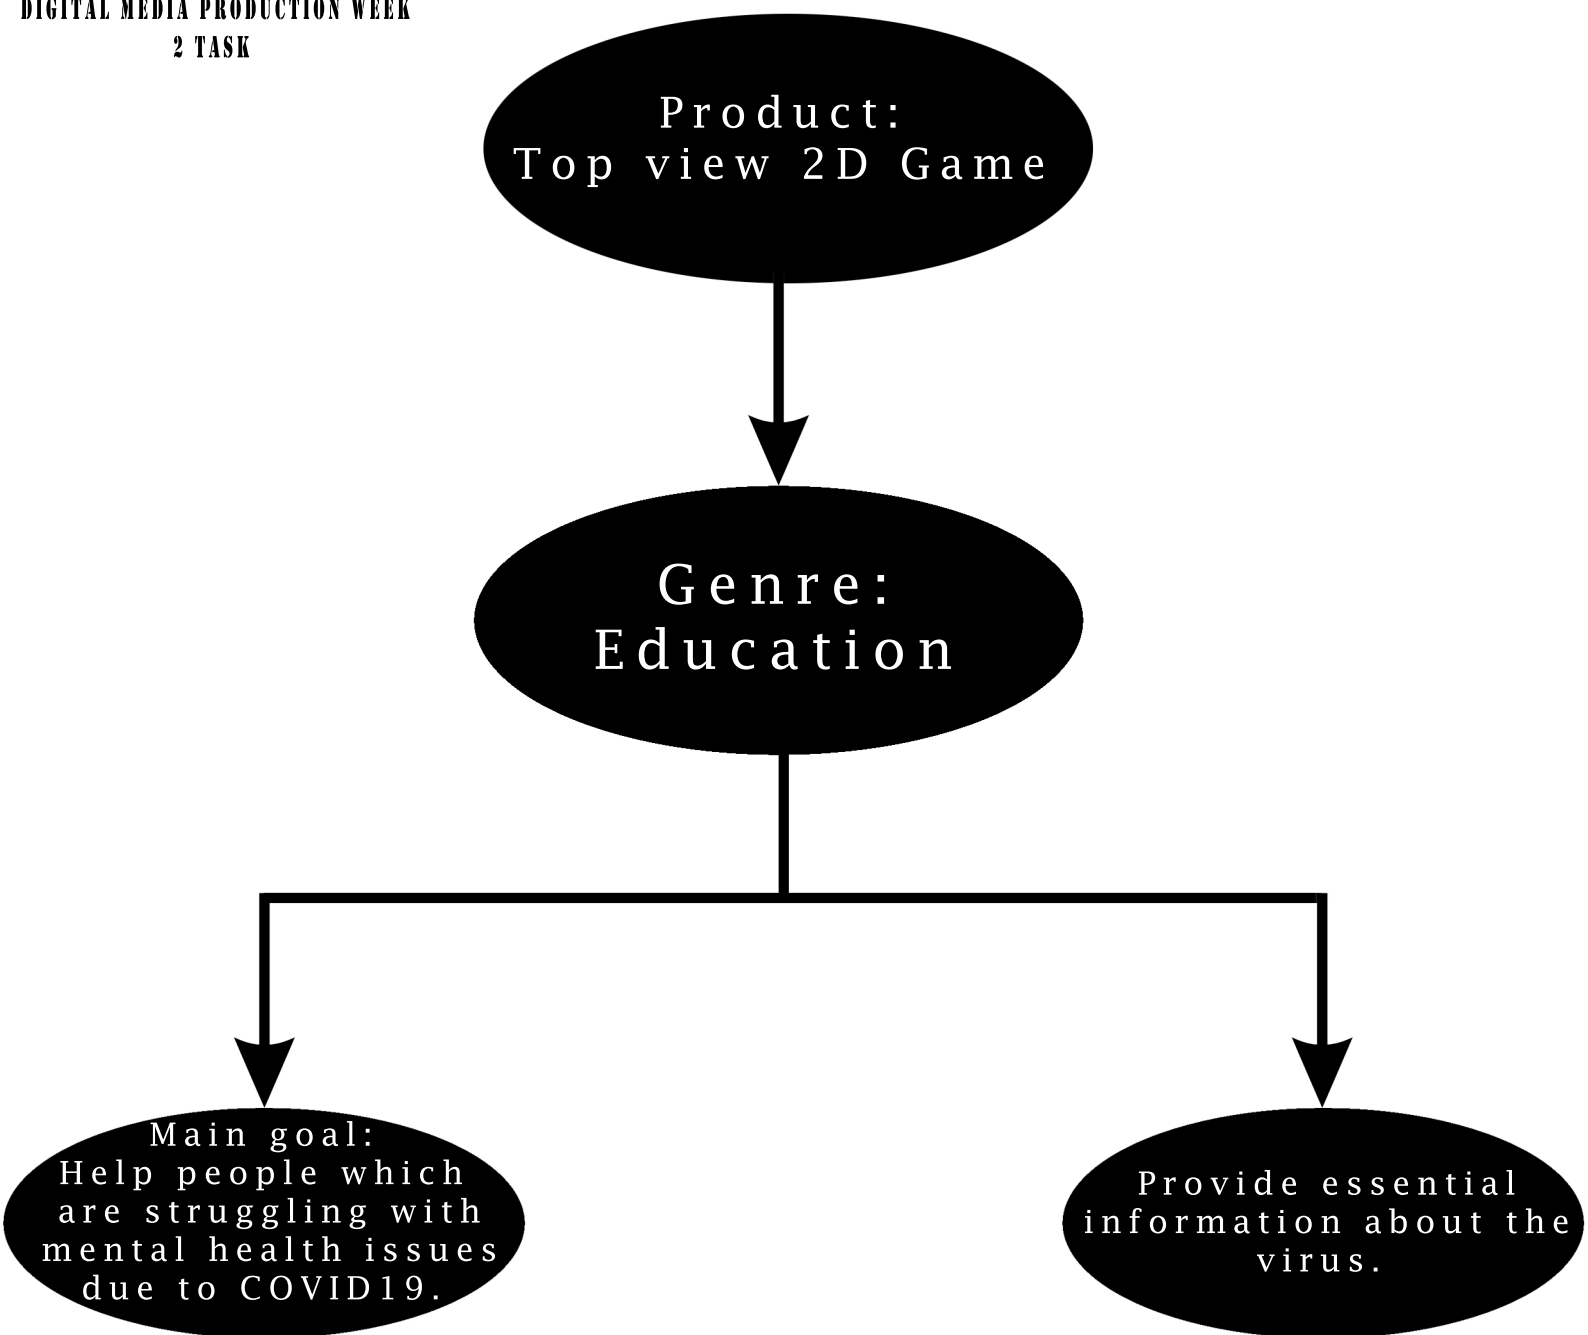 DIGITAL MEDIA PRODUCTION WEEK
2 TASK
Product:
Top view 2D Game
Genre:
Education
Main goal:
Help people which
are struggling with
mental health issues
due to COVID19.
Provide essential
information about the
virus.